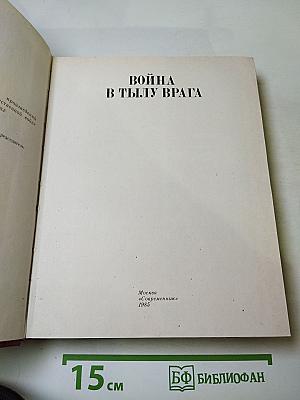 ВОЙНА
В ТЫЛУ ВРАГА
Москва
«Современник»
1985
15 см
БФ БИБЛИОФАН